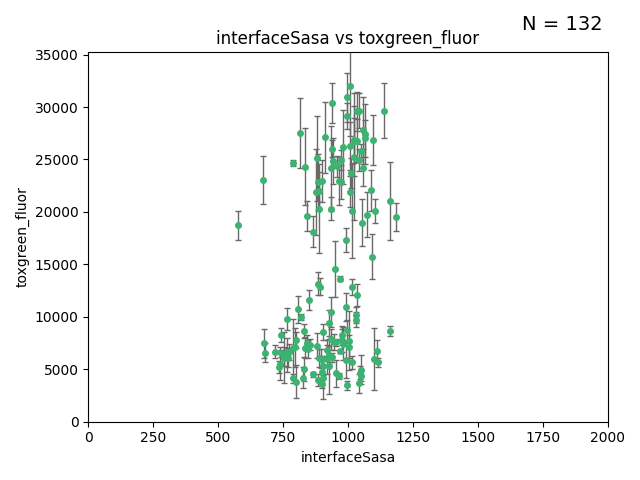 N = 132
interfaceSasa vs toxgreen_fluor
35000
30000
25000
20000
15000
10000
5000
0
toxgreen_fluor
0 250 500 750 1000 1250 1500 1750 2000
interfaceSasa